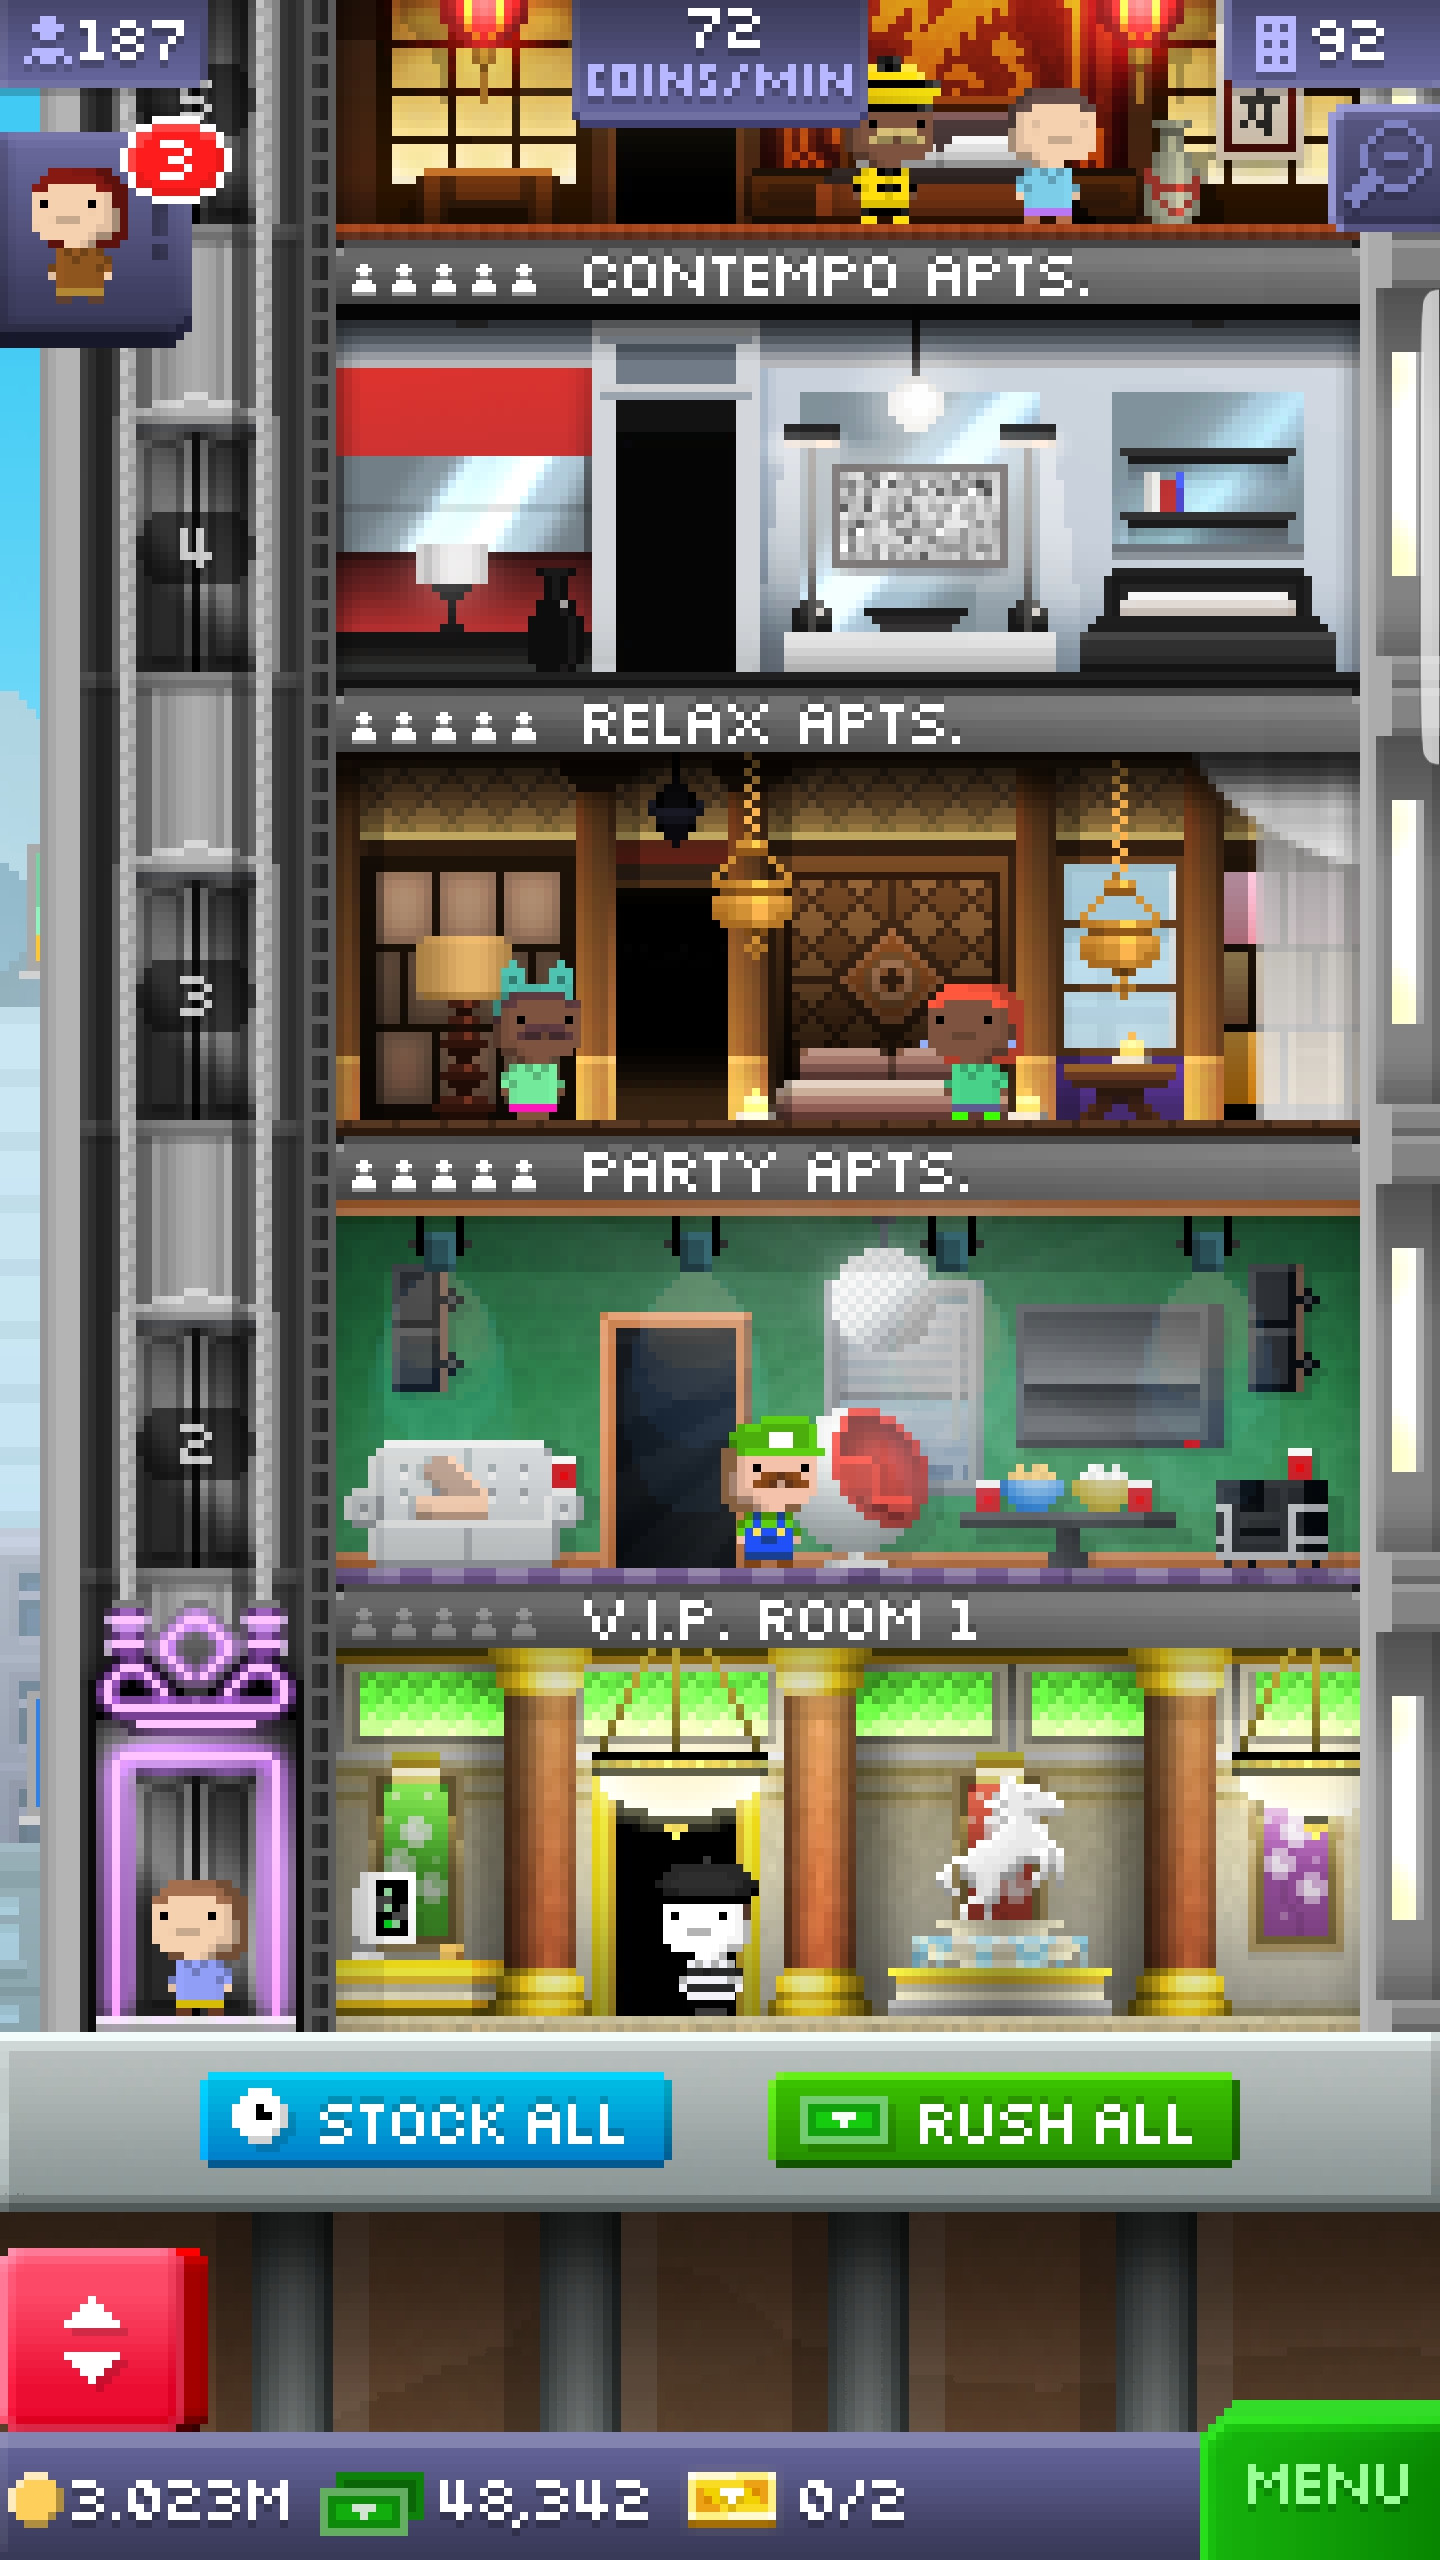 187
72
COINS/MIN
92
5
3
CONTEMPO APTS.
4
RELAX APTS.
3
PARTY APTS.
2
V.I.P. ROOM 1
STOCK ALL
RUSH ALL
3.023M
48,342
0/2
MENU